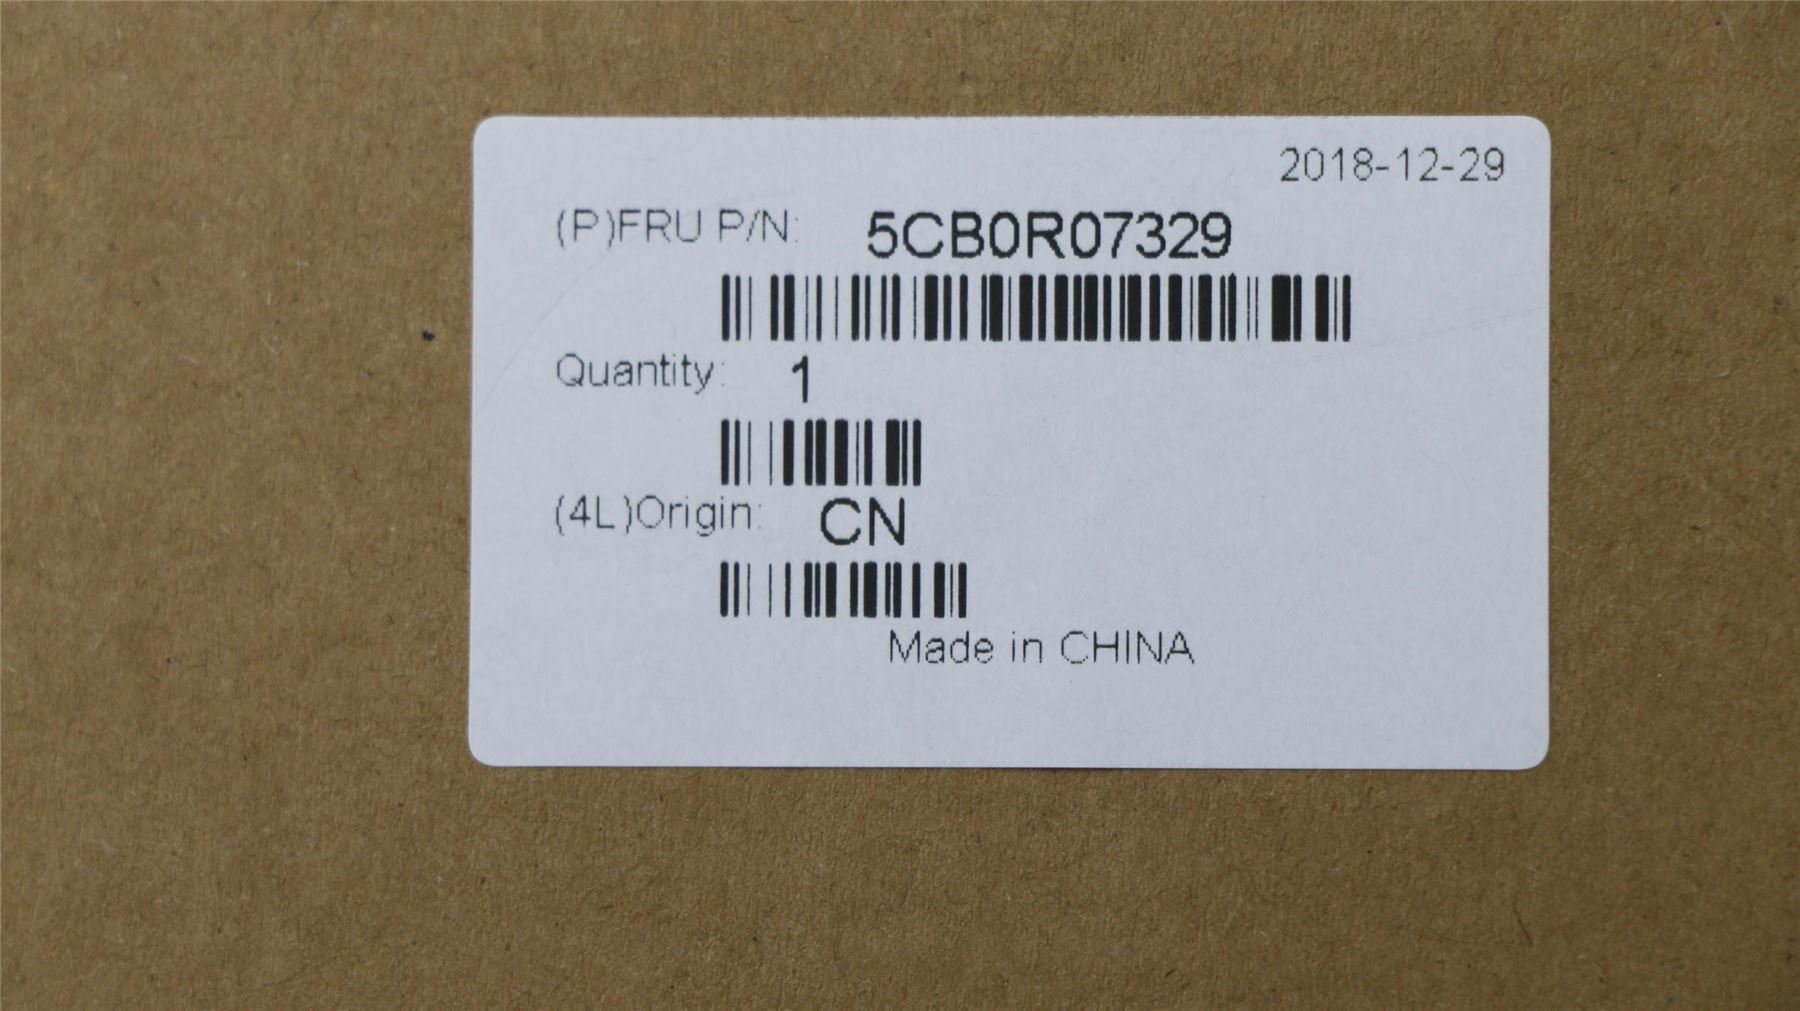 2018-12-29
(P)FRU P/N: 5CB0R07329
Quantity: 1
(4L)Origin: CN
Made in CHINA